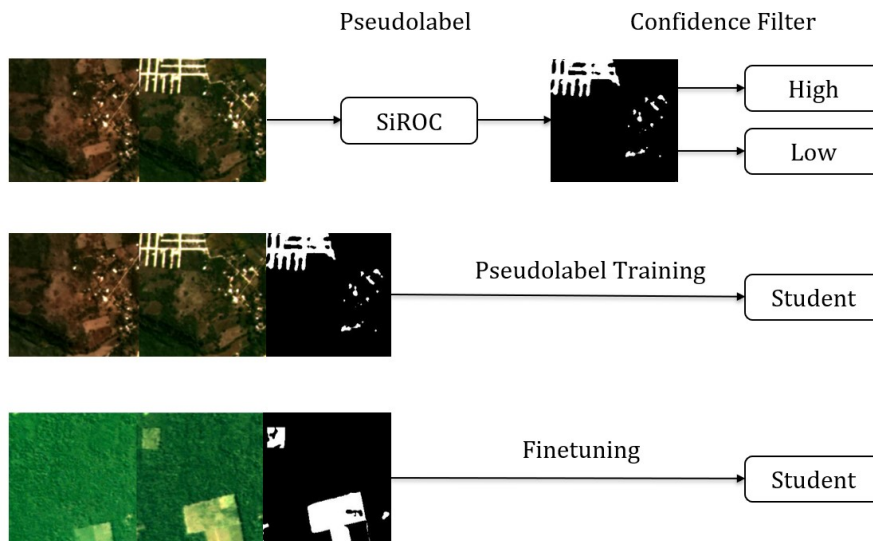 Pseudolabel
Confidence Filter
SiROC
High
Low
Pseudolabel Training
Student
Finetuning
Student